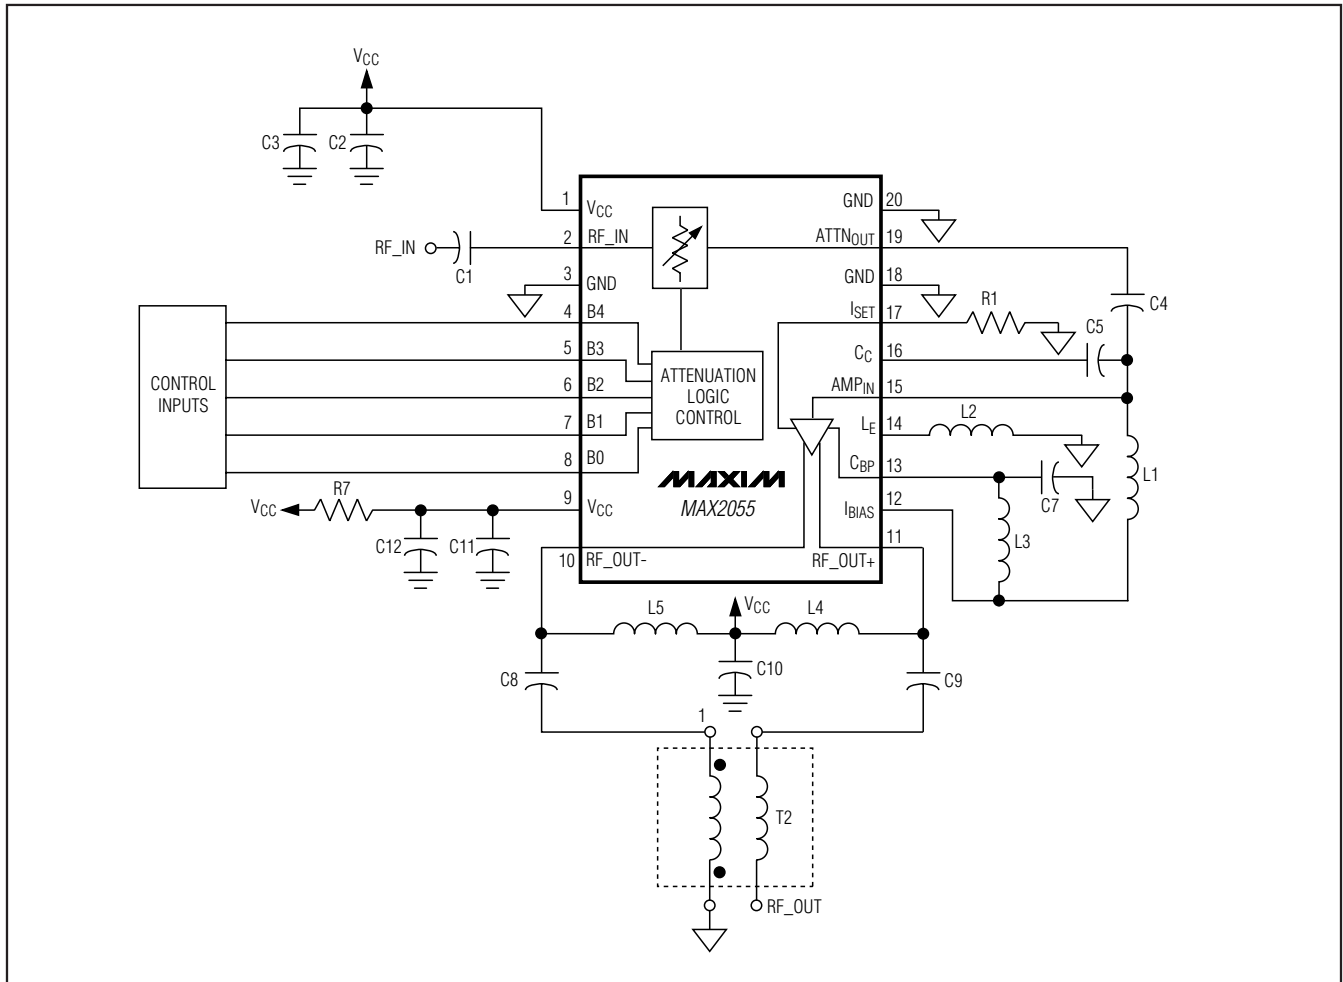 VCC
C3
C2
1
VCC
GND
20
RF_IN
C1
2
RF_IN
ATTNOUT
19
3
GND
GND
18
4
B4
ISET
17
R1
C4
5
B3
CC
16
C5
CONTROL
INPUTS
6
B2
ATTENUATION
LOGIC
CONTROL
AMPIN
15
7
B1
LE
14
L2
8
B0
CBP
13
C7
L1
MAXIM
MAX2055
VCC
R7
9
VCC
IBIAS
12
L3
C12
C11
10
RF_OUT-
RF_OUT+
11
L5
VCC
L4
C8
C10
C9
1
T2
RF_OUT